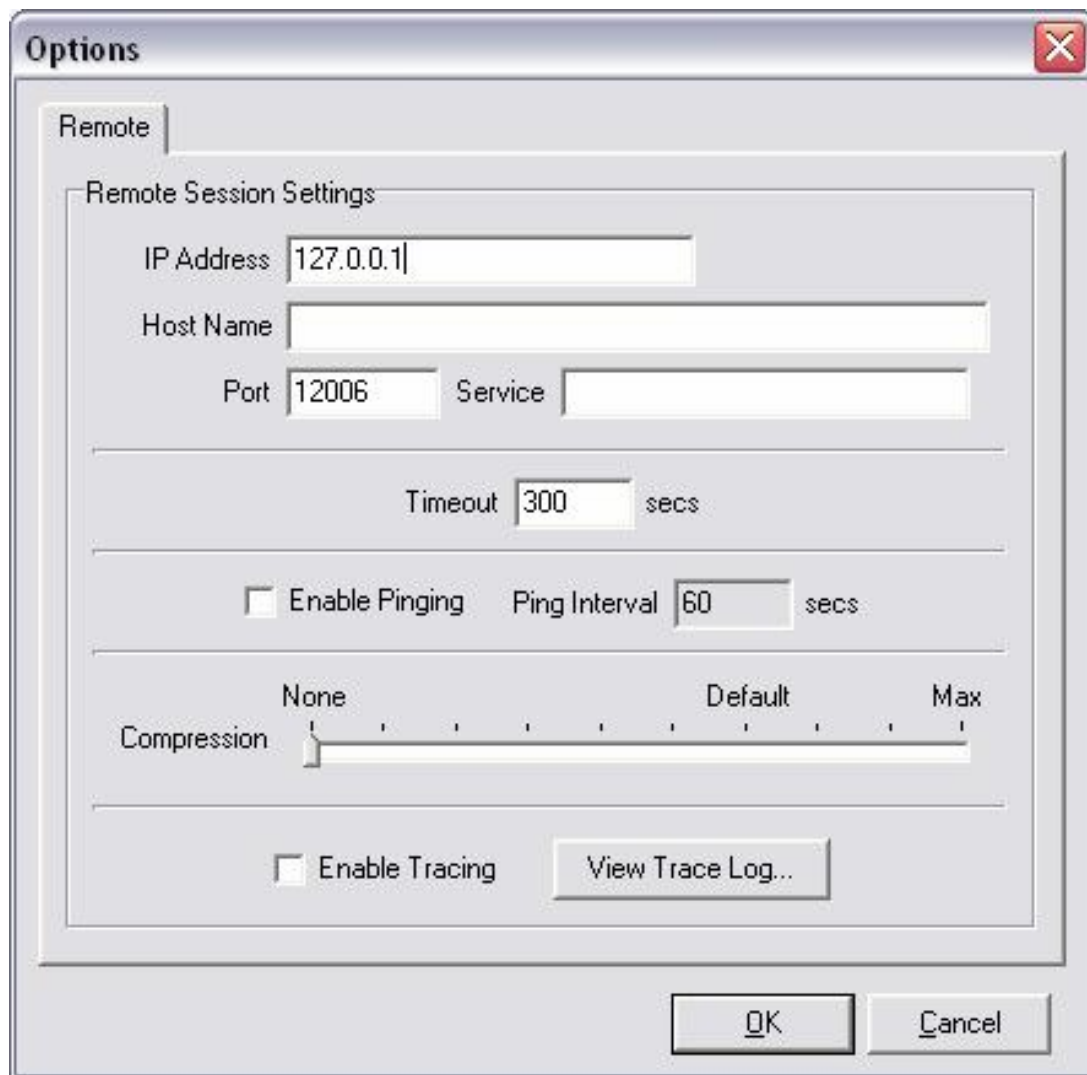 Options
Remote
Remote Session Settings
IP Address 127.0.0.1
Host Name
Port 12006 Service
Timeout 300 secs
Enable Pinging Ping Interval 60 secs
None Default Max
Compression
Enable Tracing View Trace Log...
OK Cancel